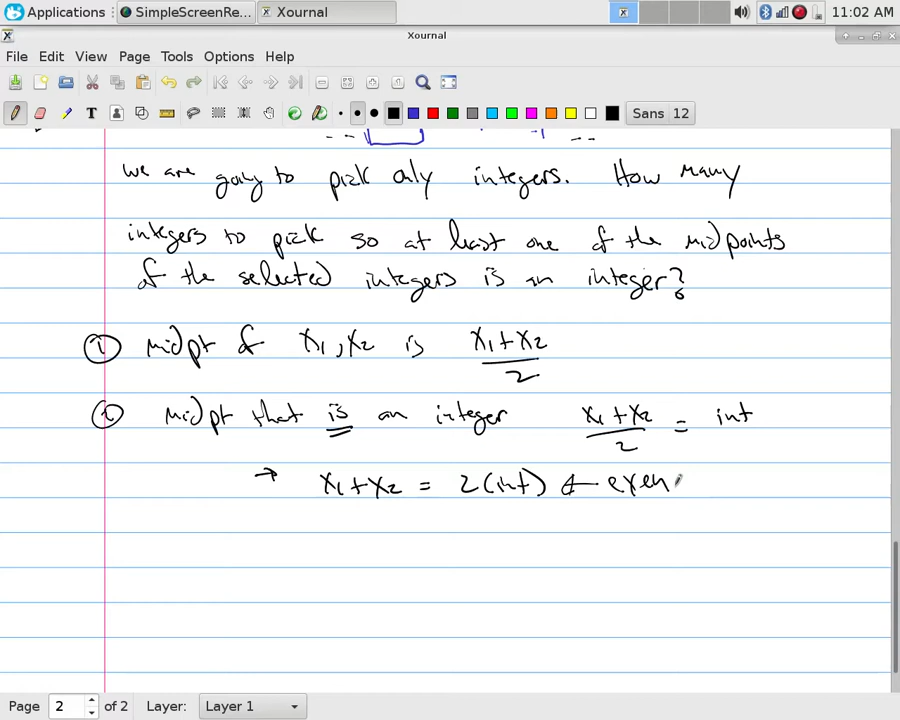 Applications
SimpleScreenRe...
Xournal
11:02 AM
Xournal
File Edit View Page Tools Options Help
Sans 12
we are going to pick only integers. How many
integers to pick so at least one of the midpoints
of the selected integers is an integer?
① midpt of x₁, x₂ is x₁+x₂/2
② midpt that is an integer x₁+x₂/2 = int
→ x₁+x₂ = 2(int) ← even
Page 2 of 2 Layer: Layer 1